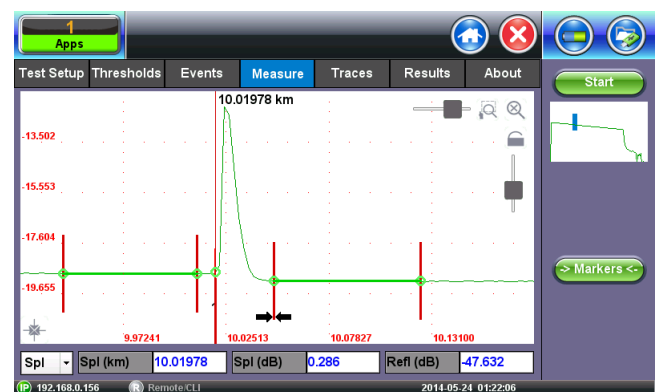 1
Apps
Test Setup Thresholds Events Measure Traces Results About
Start
10.01978 km
-13.502
-15.553
-17.604
-19.655
-> Markers <-
9.97241 10.02513 10.07827 10.13100
Spl Spl (km) 10.01978 Spl (dB) 0.286 Refl (dB) -47.632
IP 192.168.0.156 R Remote/CLI 2014-05-24 01:22:06